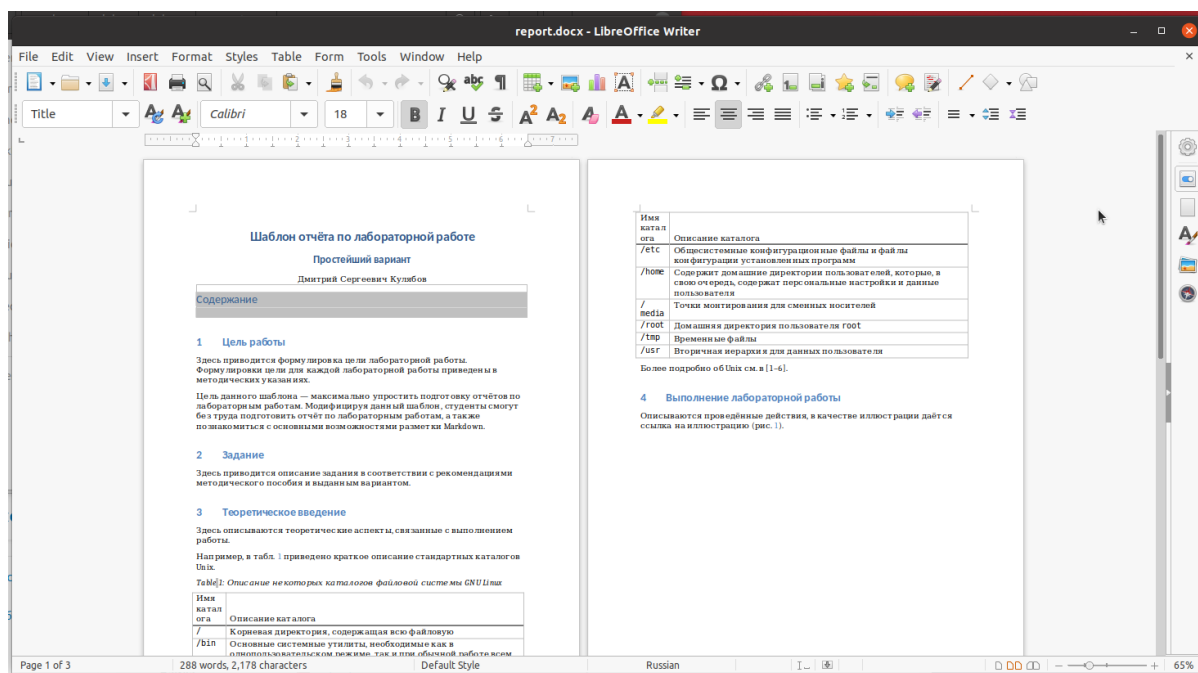 report.docx - LibreOffice Writer
File Edit View Insert Format Styles Table Form Tools Window Help
Title Calibri 18
Шаблон отчёта по лабораторной работе
Простейший вариант
Дмитрий Сергеевич Кулябов
Содержание
1 Цель работы
Здесь приводится формулировка цели лабораторной работы.
Формулировки цели для каждой лабораторной работы приведены в
методических указаниях.
Цель данного шаблона — максимально упростить подготовку отчётов по
лабораторным работам. Модифицируя данный шаблон, студенты смогут
без труда подготовить отчёт по лабораторным работам, а также
познакомиться с основными возможностями разметки Markdown.
2 Задание
Здесь приводится описание задания в соответствии с рекомендациями
методического пособия и выданным вариантом.
3 Теоретическое введение
Здесь описываются теоретические аспекты, связанные с выполнением
работы.
Например, в табл. 1 приведено краткое описание стандартных каталогов
Unix.
Table 1: Описание некоторых каталогов файловой системы GNU Linux
Имя
катал
ога Описание каталога
/ Корневая директория, содержащая всю файловую
/bin Основные системные утилиты, необходимые как в
однопользовательском режиме, так и при обычной работе всем
Имя
катал
ога Описание каталога
/etc Общесистемные конфигурационные файлы и файлы
конфигурации установленных программ
/home Содержит домашние директории пользователей, которые, в
свою очередь, содержат персональные настройки и данные
пользователя
/ Точки монтирования для сменных носителей
media
/root Домашняя директория пользователя root
/tmp Временные файлы
/usr Вторичная иерархия для данных пользователя
Более подробно об Unix см. в [1–6].
4 Выполнение лабораторной работы
Описываются проведённые действия, в качестве иллюстрации даётся
ссылка на иллюстрацию (рис. 1).
Page 1 of 3 288 words, 2,178 characters Default Style Russian 65%